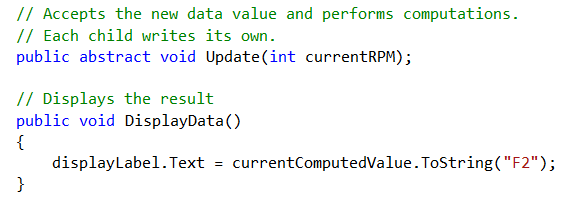 // Accepts the new data value and performs computations.
// Each child writes its own.
public abstract void Update(int currentRPM);

// Displays the result
public void DisplayData()
{
    displayLabel.Text = currentComputedValue.ToString("F2");
}